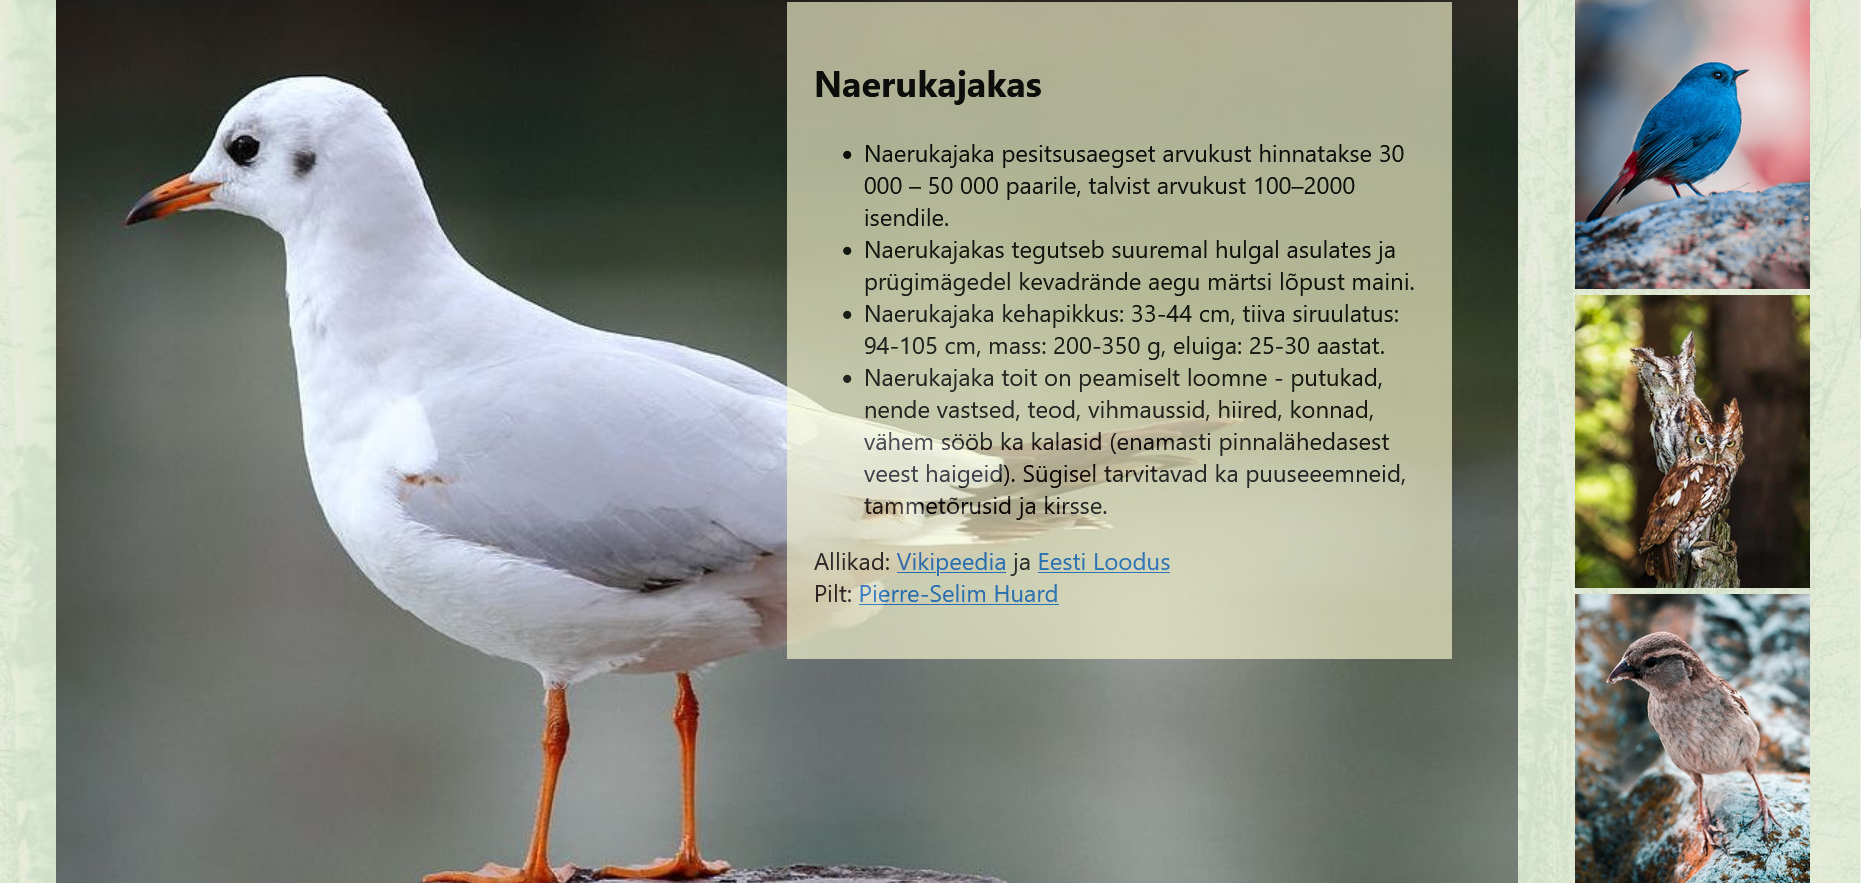 Naerukajakas
• Naerukajaka pesitsusaegset arvukust hinnatakse 30
000 – 50 000 paarile, talvist arvukust 100–2000
isendile.
• Naerukajakas tegutseb suuremal hulgal asulates ja
prügimägedel kevadrände aegu märtsi lõpust maini.
• Naerukajaka kehapikkus: 33-44 cm, tiiva siruulatus:
94-105 cm, mass: 200-350 g, eluiga: 25-30 aastat.
• Naerukajaka toit on peamiselt loomne - putukad,
nende vastsed, teod, vihmaussid, hiired, konnad,
vähem sööb ka kalasid (enamasti pinnalähedasest
veest haigeid). Sügisel tarvitavad ka puuseeemneid,
tammetõrusid ja kirsse.
Allikad: Vikipeedia ja Eesti Loodus
Pilt: Pierre-Selim Huard